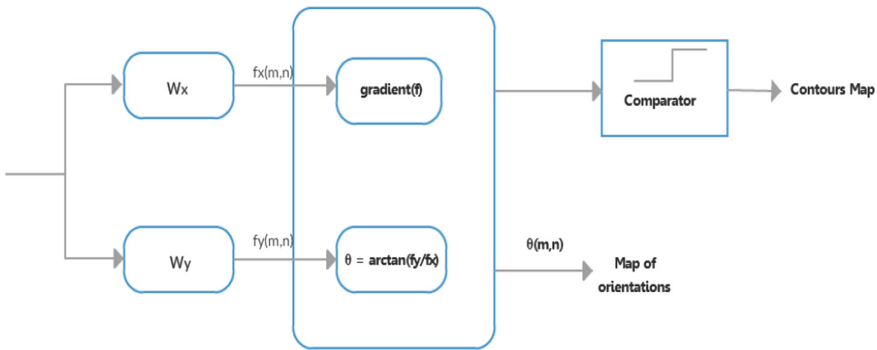 fx(m,n)
Wx
gradient(f)
Comparator
Contours Map
fy(m,n)
Wy
θ = arctan(fy/fx)
θ(m,n)
Map of
orientations